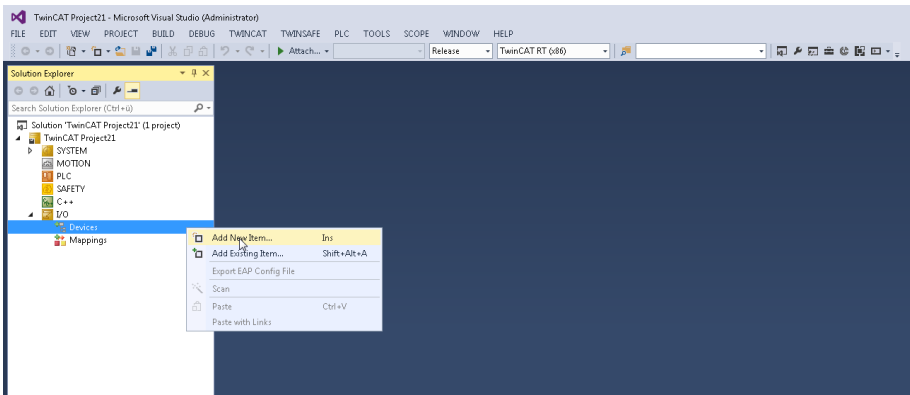 TwinCAT Project21 - Microsoft Visual Studio (Administrator)
FILE EDIT VIEW PROJECT BUILD DEBUG TWINCAT TWINSAFE PLC TOOLS SCOPE WINDOW HELP
Attach... Release TwinCAT RT (x86)
Solution Explorer
Search Solution Explorer (Ctrl+ü)
Solution 'TwinCAT Project21' (1 project)
TwinCAT Project21
SYSTEM
MOTION
PLC
SAFETY
C++
I/O
Devices
Mappings
Add New Item... Ins
Add Existing Item... Shift+Alt+A
Export EAP Config File
Scan
Paste Ctrl+V
Paste with Links